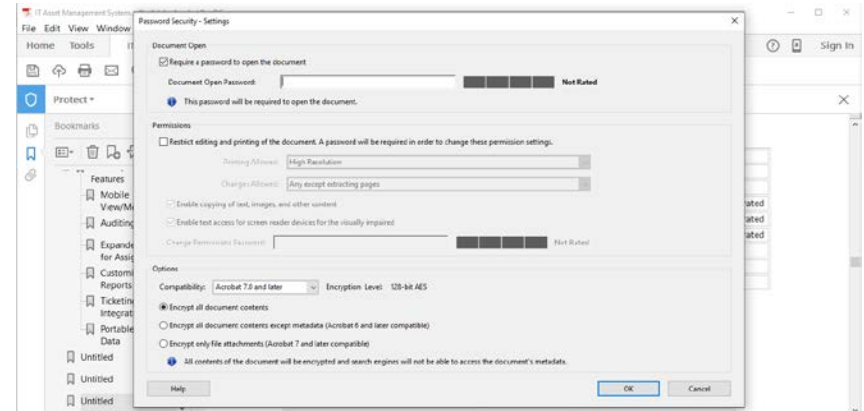 IT Asset Management System
Password Security - Settings
File Edit View Window
Home Tools
Sign In
Document Open
Require a password to open the document
Document Open Password:
Not Rated
This password will be required to open the document.
Protect
Bookmarks
Permissions
Restrict editing and printing of the document. A password will be required in order to change these permission settings.
Printing Allowed: High Resolution
Changes Allowed: Any except extracting pages
Enable copying of text, images, and other content
Enable text access for screen reader devices for the visually impaired
Change Permissions Password: Not Rated
Features
Mobile
View/M
Auditing
Expande
for Assig
Customi
Reports
Ticketin
Integrat
Portable
Data
Untitled
Untitled
Untitled
rated
rated
rated
Options
Compatibility: Acrobat 7.0 and later Encryption Level: 128-bit AES
Encrypt all document contents
Encrypt all document contents except metadata (Acrobat 6 and later compatible)
Encrypt only file attachments (Acrobat 7 and later compatible)
All contents of the document will be encrypted and search engines will not be able to access the document's metadata.
Help OK Cancel